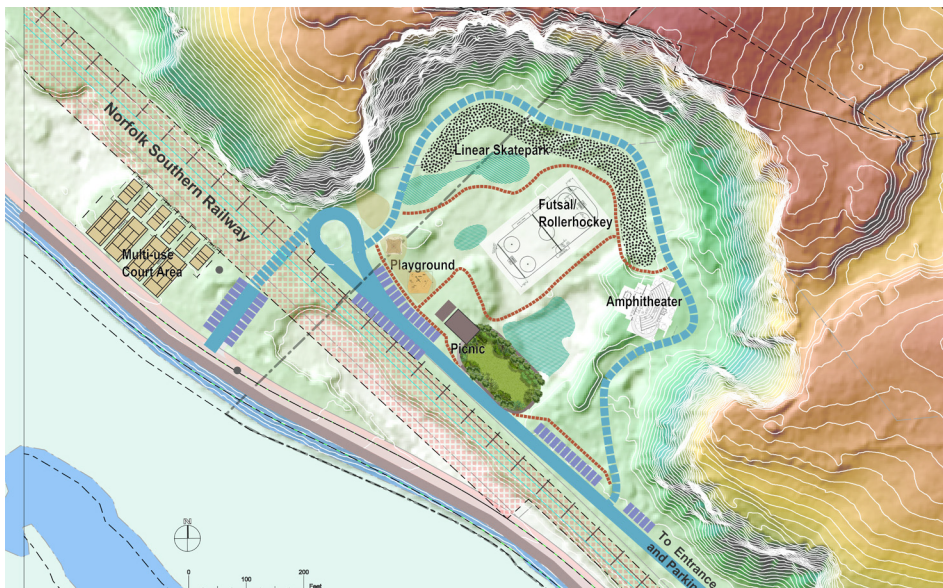 Norfolk Southern Railway
Linear Skatepark
Futsal/
Rollerhockey
Multi-use
Court Area
Playground
Amphitheater
Picnic
To Entrance
and Parkin
N
0 100 200
Feet